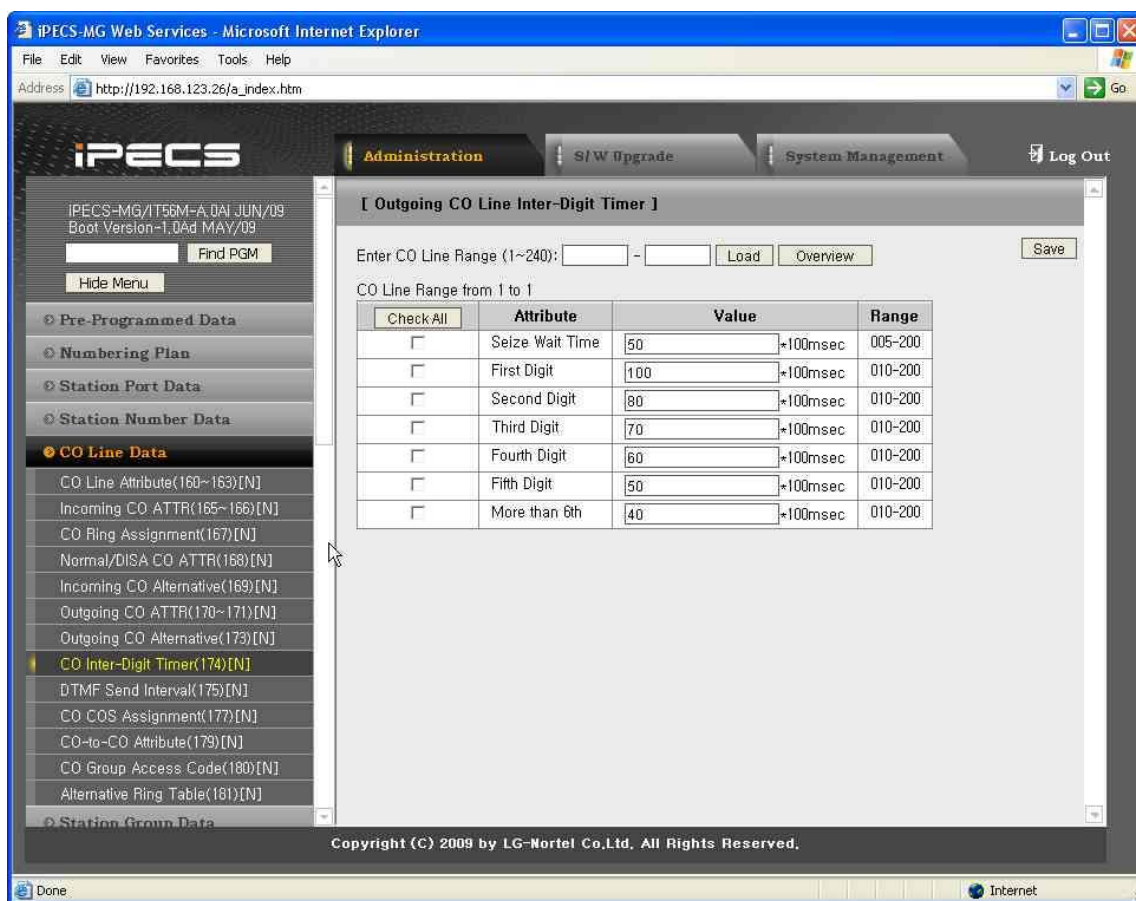 iPECS-MG Web Services - Microsoft Internet Explorer
File Edit View Favorites Tools Help
Address http://192.168.123.26/a_index.htm Go
iPECS
Administration S/W Upgrade System Management Log Out
iPECS-MG/IT56M-A.0Al JUN/09
Boot Version-1.0Ad MAY/09
Find PGM
Hide Menu
Pre-Programmed Data
Numbering Plan
Station Port Data
Station Number Data
CO Line Data
CO Line Attribute(160~163)[N]
Incoming CO ATTR(165~166)[N]
CO Ring Assignment(167)[N]
Normal/DISA CO ATTR(168)[N]
Incoming CO Alternative(169)[N]
Outgoing CO ATTR(170~171)[N]
Outgoing CO Alternative(173)[N]
CO Inter-Digit Timer(174)[N]
DTMF Send Interval(175)[N]
CO COS Assignment(177)[N]
CO-to-CO Attribute(179)[N]
CO Group Access Code(180)[N]
Alternative Ring Table(181)[N]
Station Group Data
[ Outgoing CO Line Inter-Digit Timer ]
Enter CO Line Range (1~240): - Load Overview Save
CO Line Range from 1 to 1
Check All Attribute Value Range
Seize Wait Time 50 *100msec 005-200
First Digit 100 *100msec 010-200
Second Digit 80 *100msec 010-200
Third Digit 70 *100msec 010-200
Fourth Digit 60 *100msec 010-200
Fifth Digit 50 *100msec 010-200
More than 6th 40 *100msec 010-200
Copyright (C) 2009 by LG-Nortel Co.Ltd. All Rights Reserved.
Done Internet